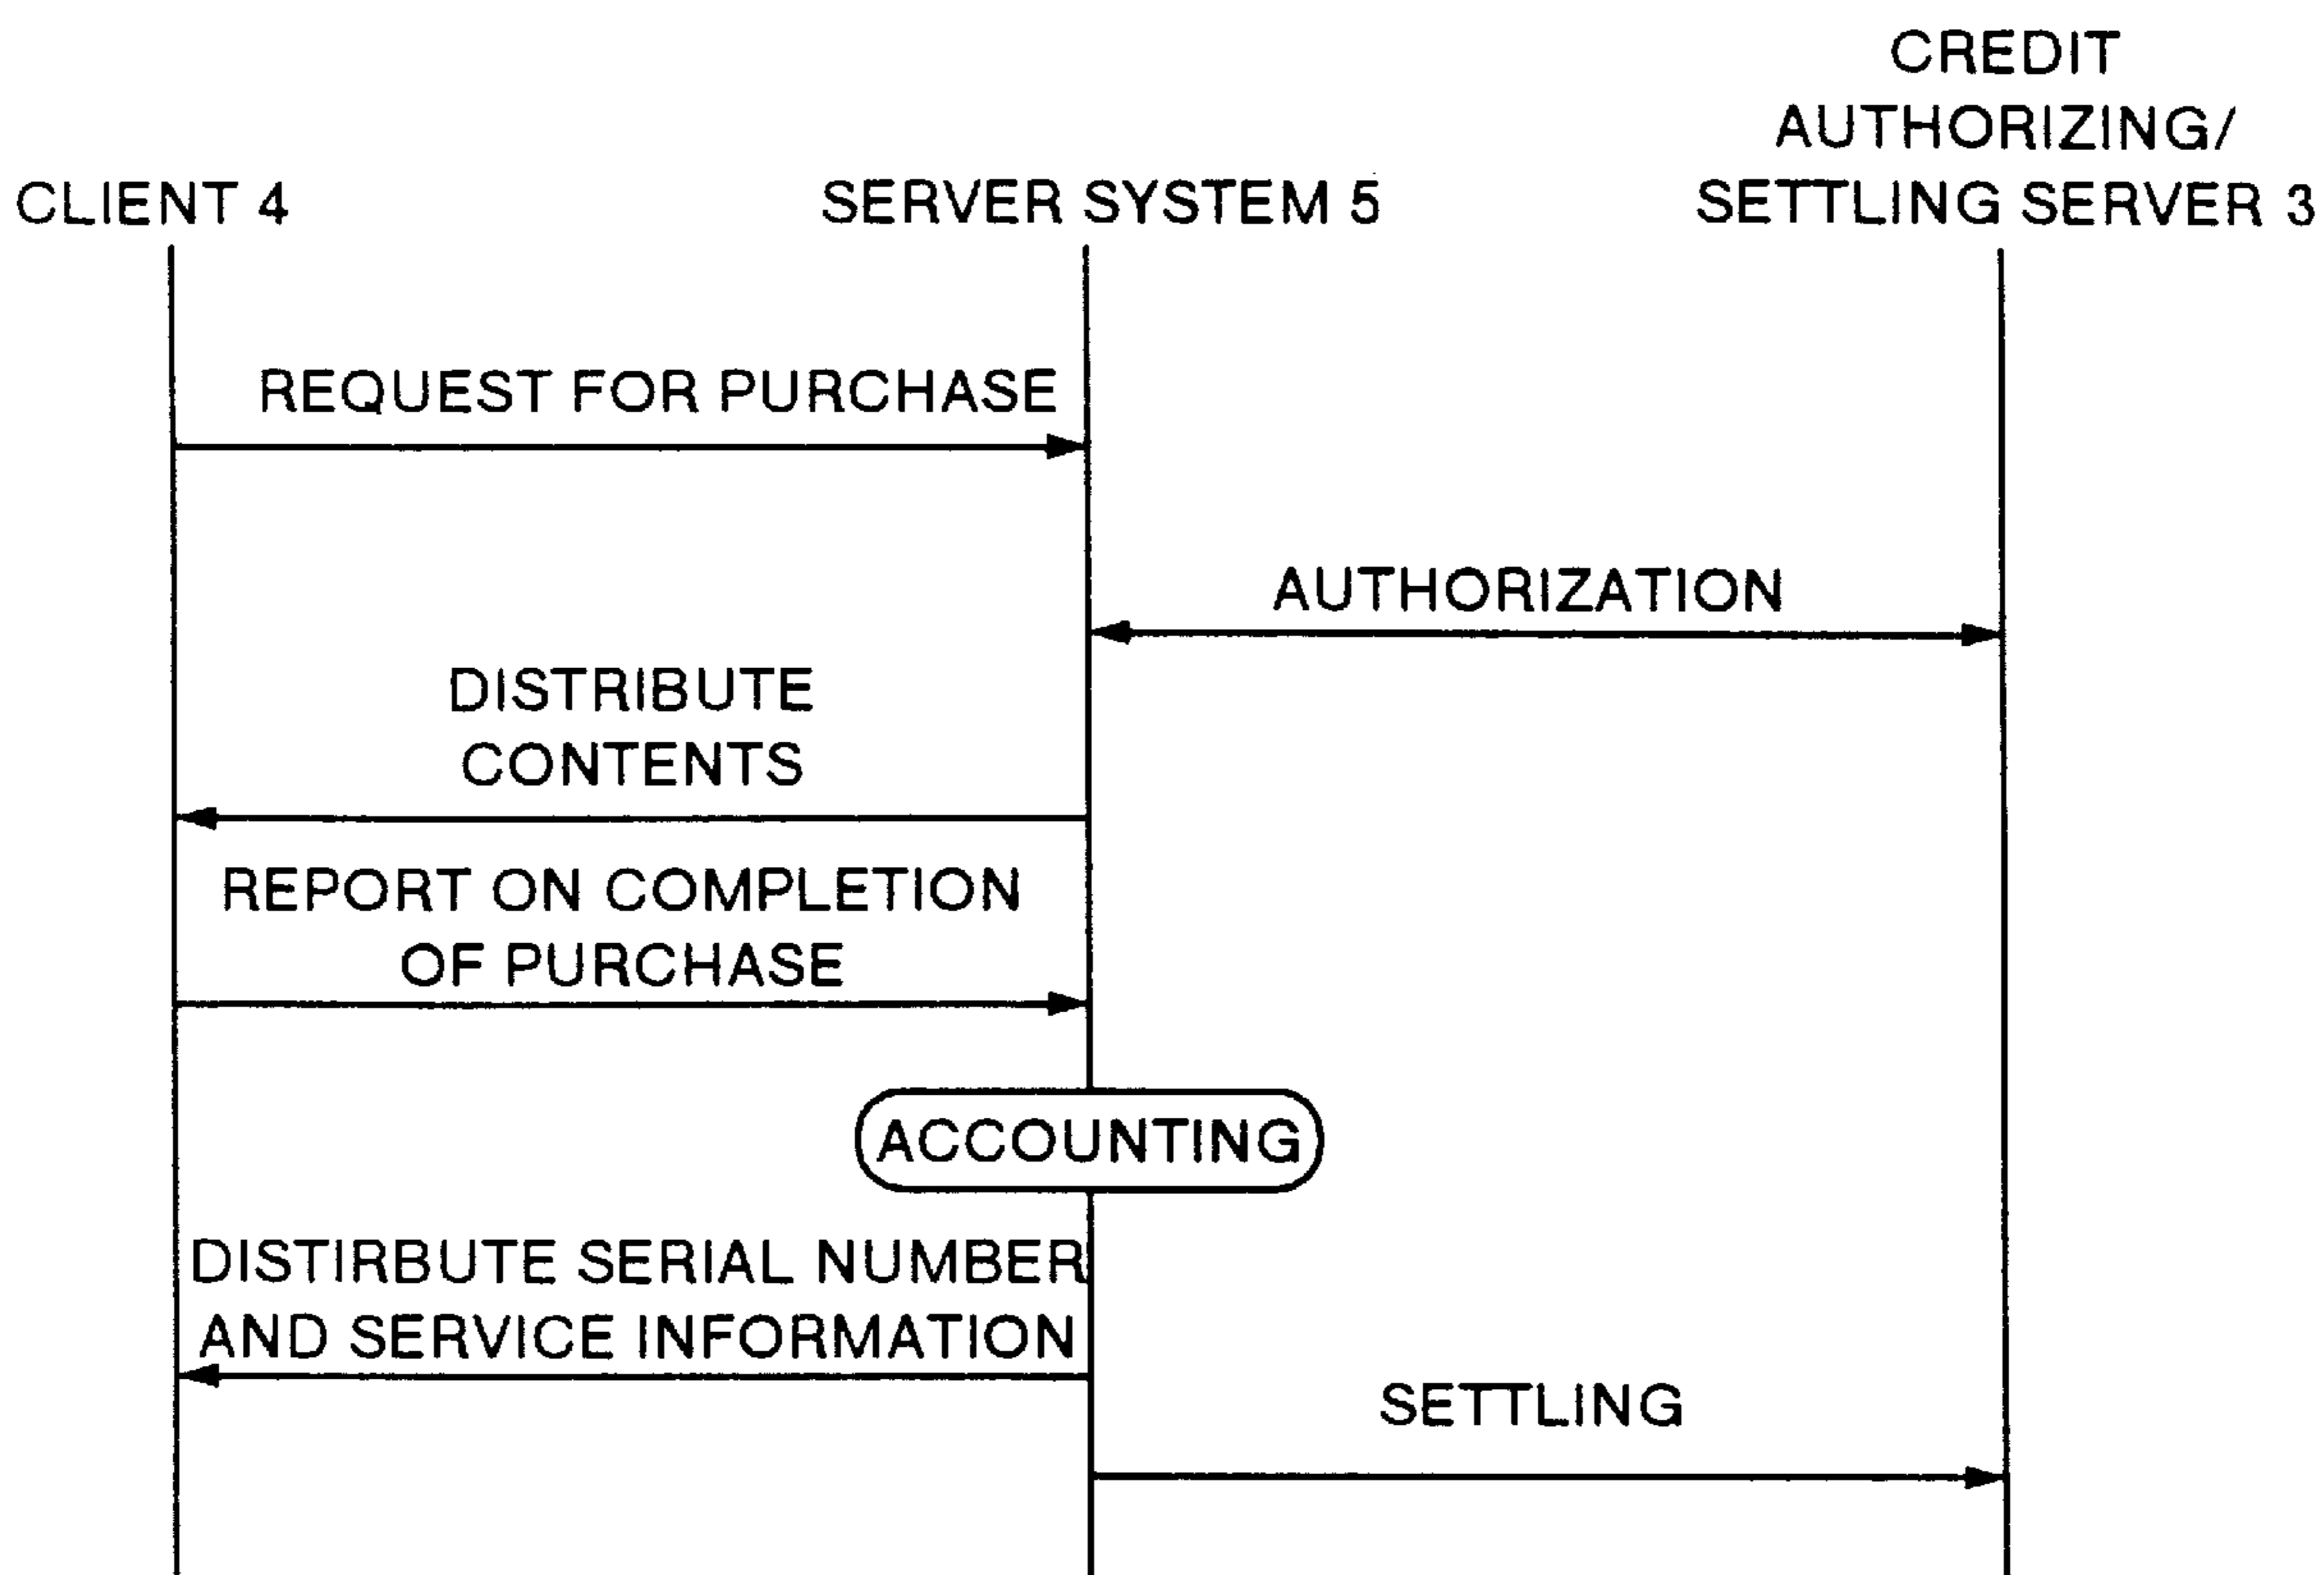 CREDIT
AUTHORIZING/
CLIENT 4
SERVER SYSTEM 5
SETTLING SERVER 3
REQUEST FOR PURCHASE
AUTHORIZATION
DISTRIBUTE
CONTENTS
REPORT ON COMPLETION
OF PURCHASE
ACCOUNTING
DISTIRBUTE SERIAL NUMBER
AND SERVICE INFORMATION
SETTLING